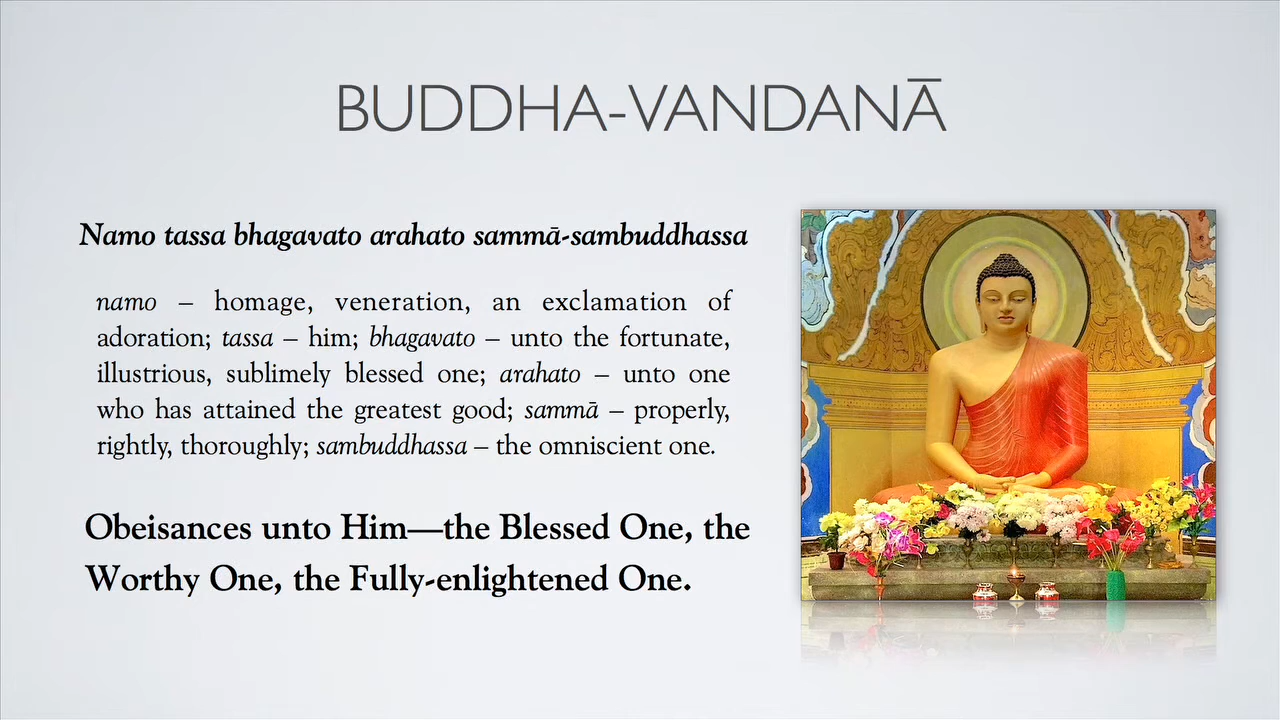 BUDDHA-VANDANĀ
Namo tassa bhagavato arahato sammā-sambuddhassa
namo – homage, veneration, an exclamation of
adoration; tassa – him; bhagavato – unto the fortunate,
illustrious, sublimely blessed one; arahato – unto one
who has attained the greatest good; sammā – properly,
rightly, thoroughly; sambuddhassa – the omniscient one.
Obeisances unto Him—the Blessed One, the
Worthy One, the Fully-enlightened One.